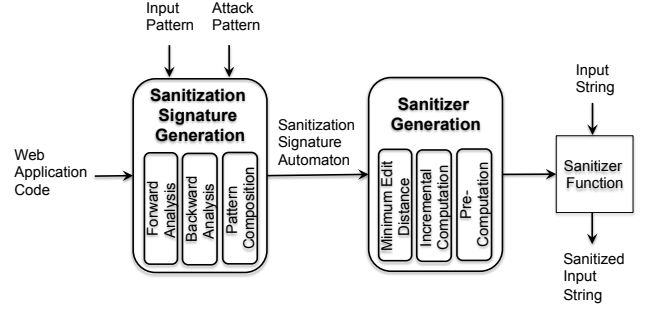 Input
Pattern
Attack
Pattern
Web
Application
Code
Sanitization
Signature
Generation
Forward
Analysis
Backward
Analysis
Pattern
Composition
Sanitization
Signature
Automaton
Sanitizer
Generation
Minimum Edit
Distance
Incremental
Computation
Pre-
Computation
Input
String
Sanitizer
Function
Sanitized
Input
String